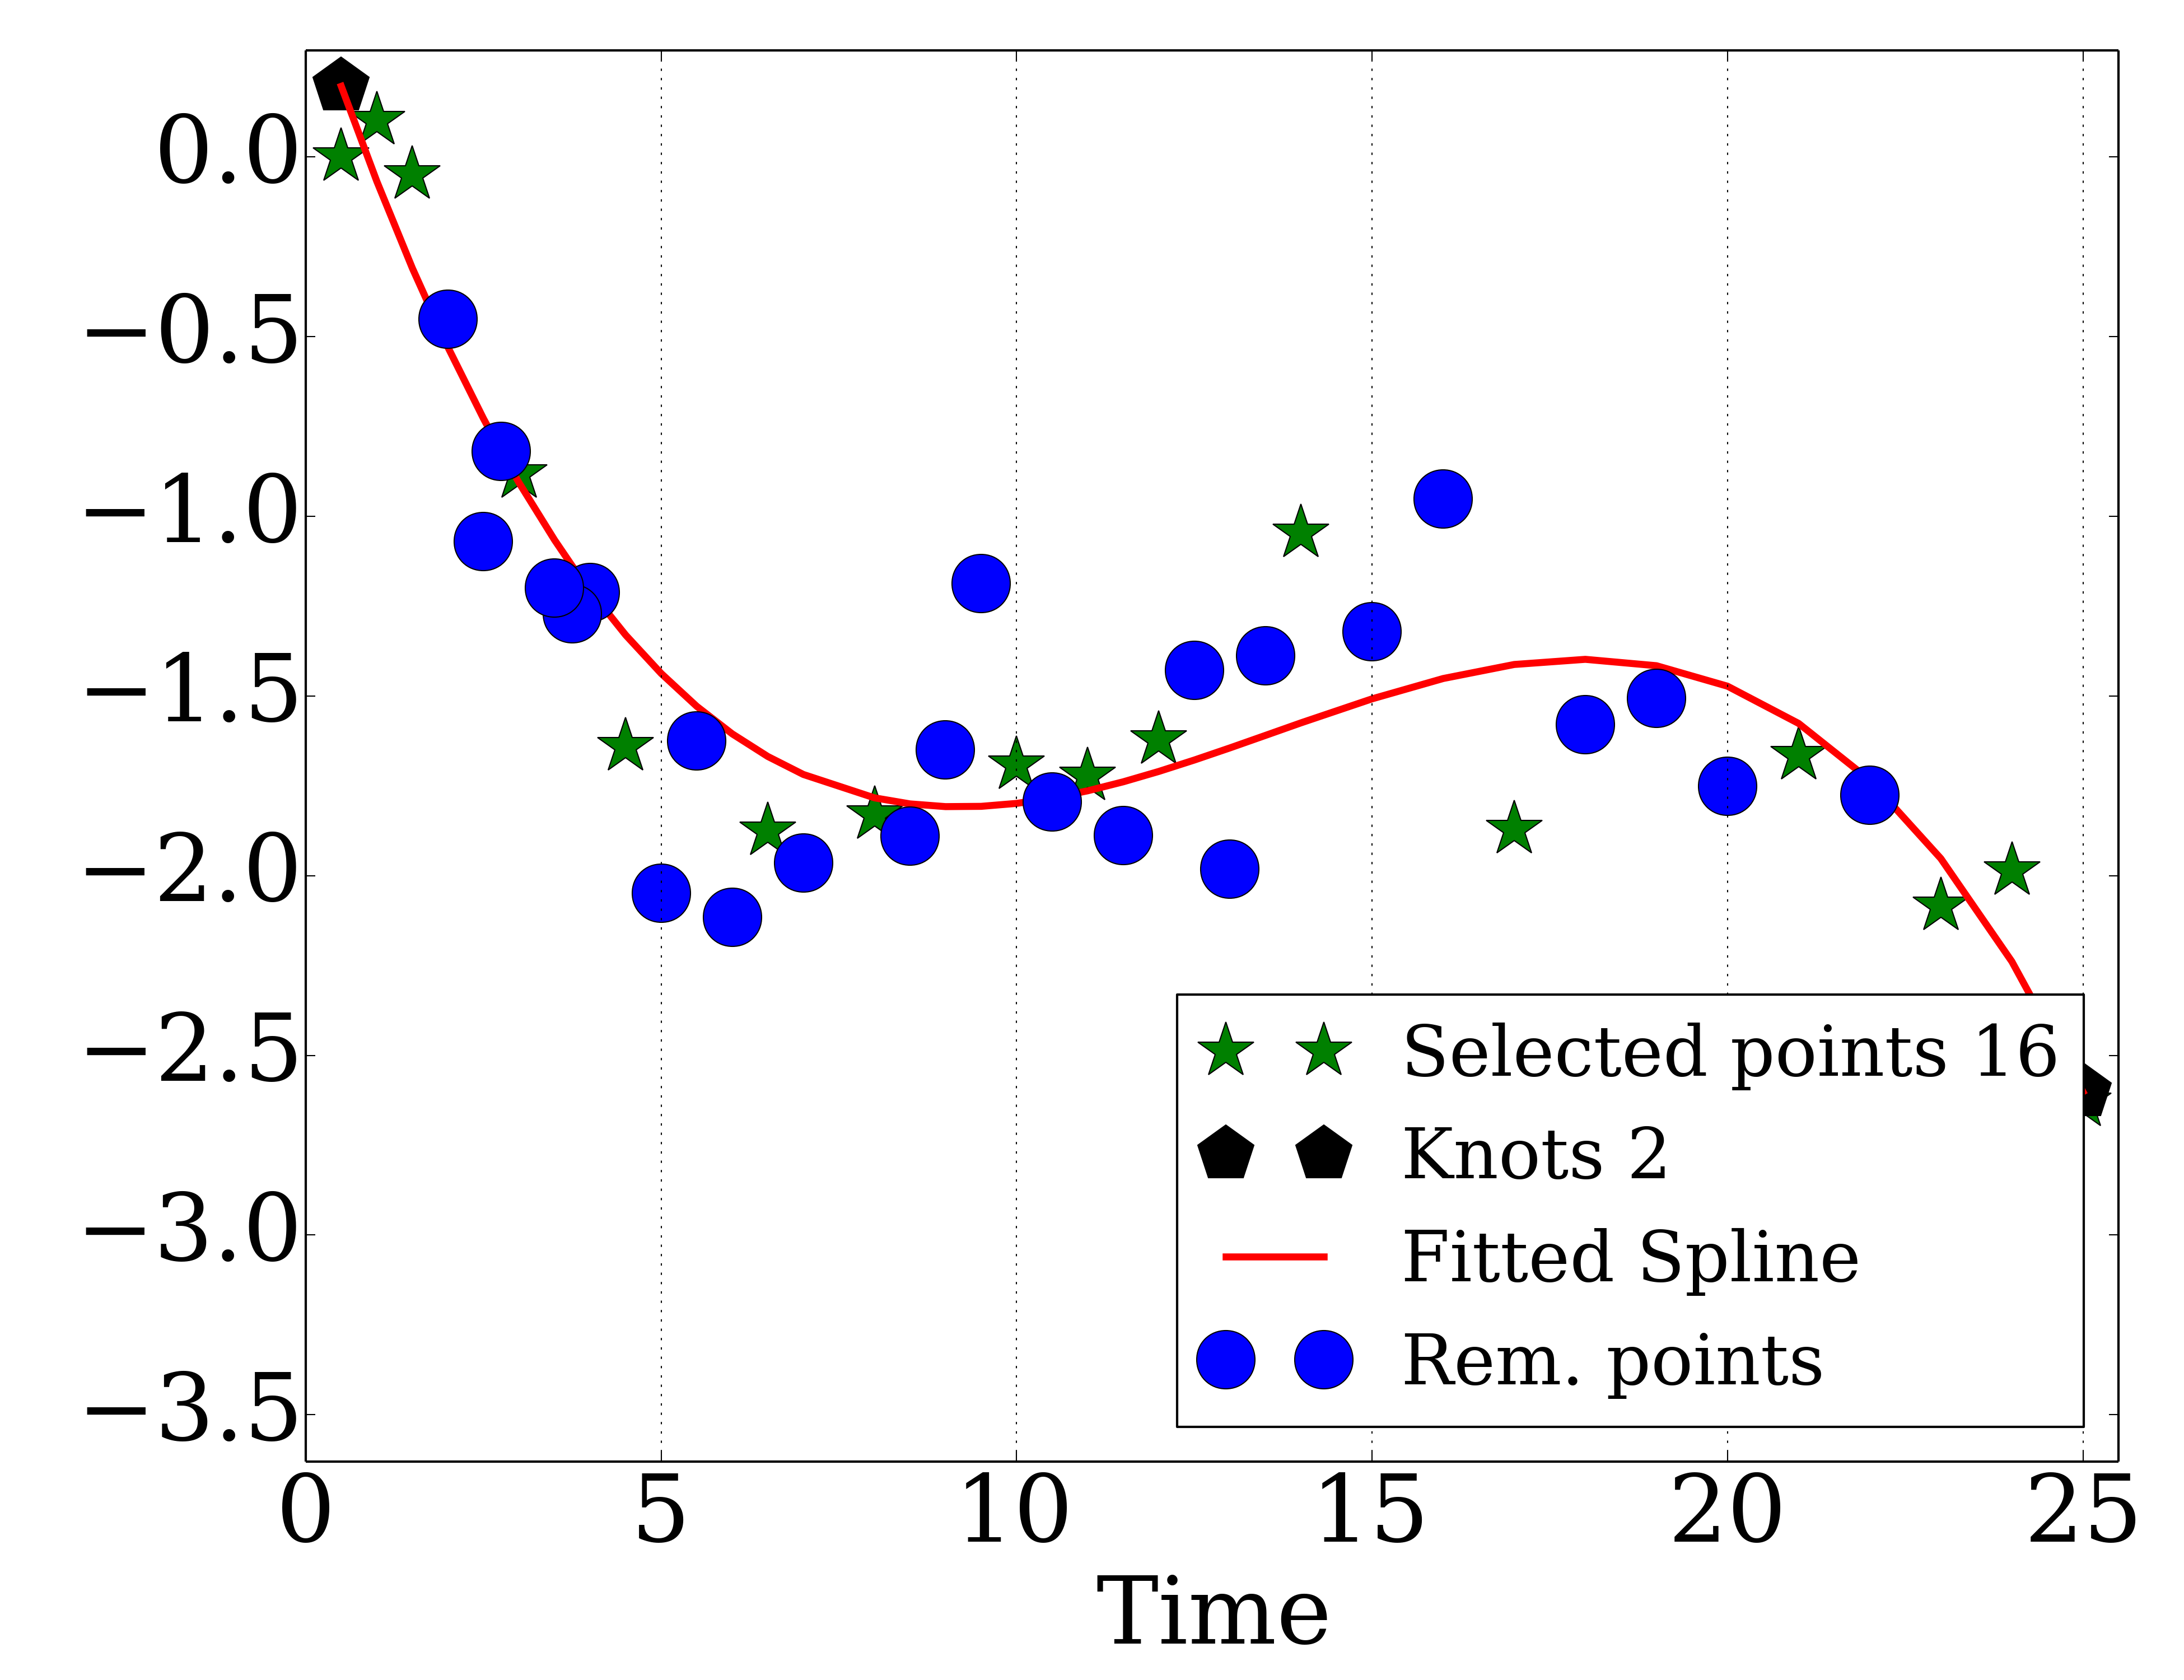 0.0
−0.5
−1.0
−1.5
−2.0
−2.5
−3.0
−3.5
Selected points 16
Knots 2
Fitted Spline
Rem. points
0 5 10 15 20 25
Time